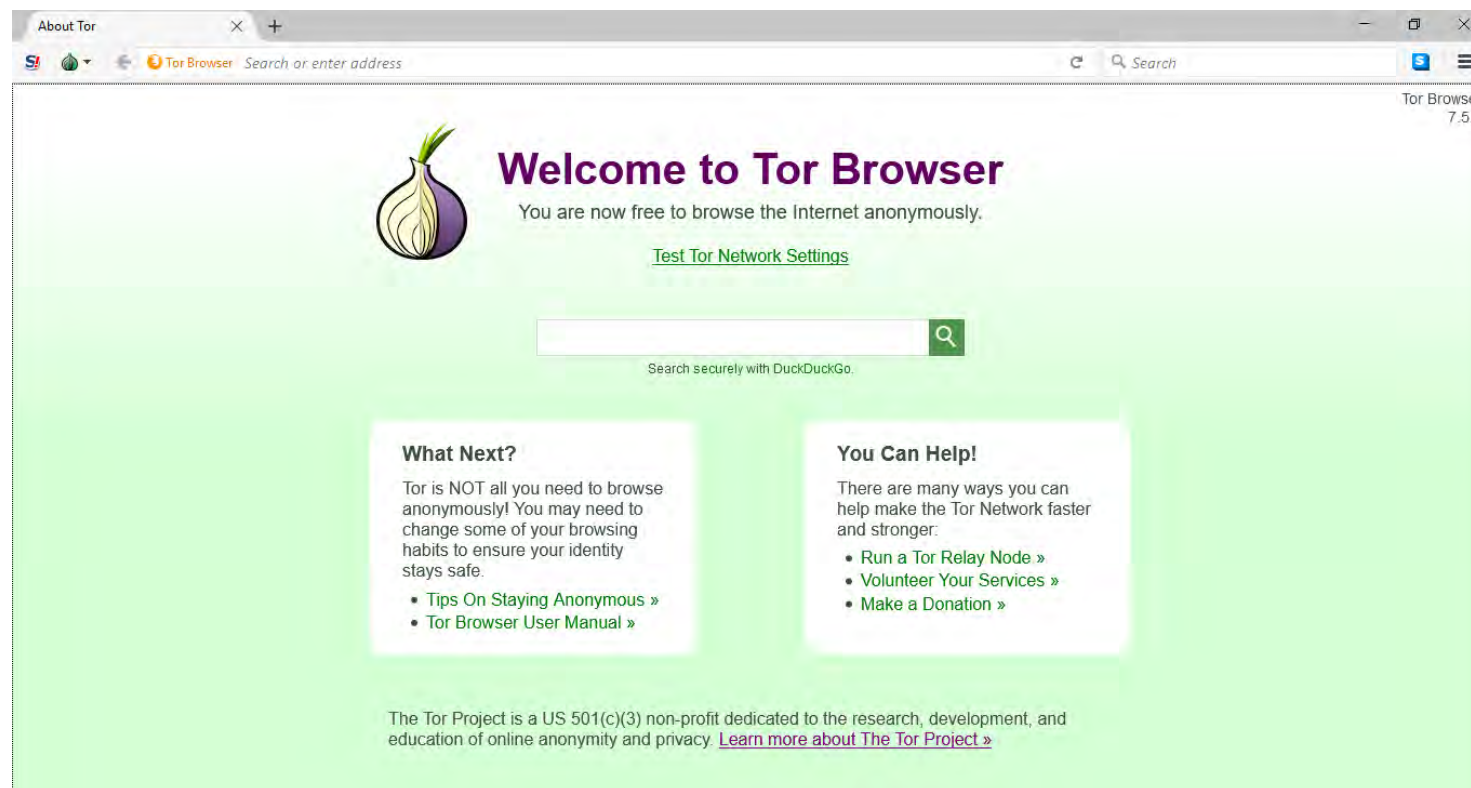 About Tor
S! Tor Browser Search or enter address Search S
Tor Browse
7.5
Welcome to Tor Browser
You are now free to browse the Internet anonymously.
Test Tor Network Settings
Search securely with DuckDuckGo.
What Next?
Tor is NOT all you need to browse
anonymously! You may need to
change some of your browsing
habits to ensure your identity
stays safe.
• Tips On Staying Anonymous »
• Tor Browser User Manual »
You Can Help!
There are many ways you can
help make the Tor Network faster
and stronger:
• Run a Tor Relay Node »
• Volunteer Your Services »
• Make a Donation »
The Tor Project is a US 501(c)(3) non-profit dedicated to the research, development, and
education of online anonymity and privacy. Learn more about The Tor Project »